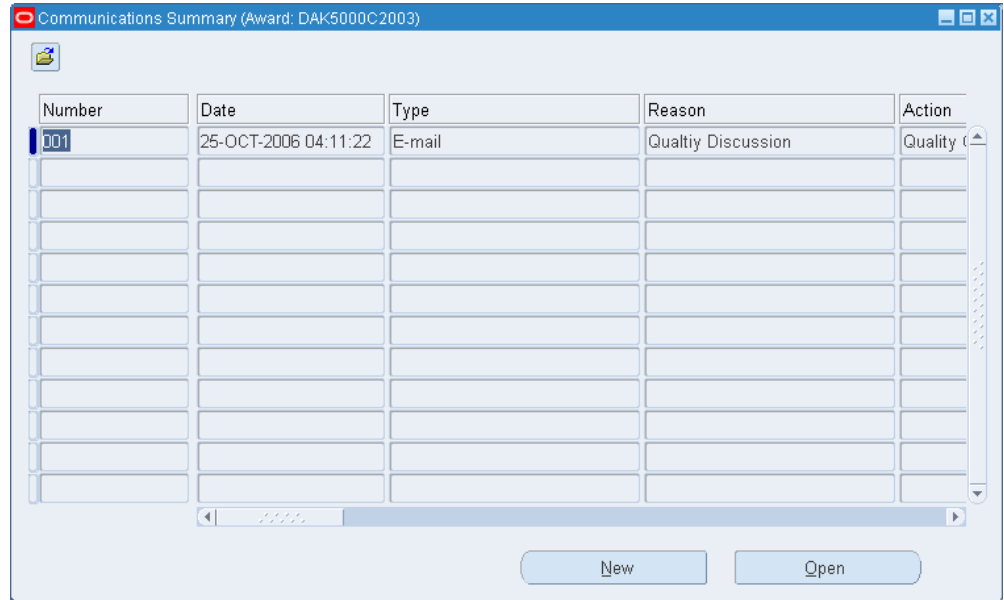 Communications Summary (Award: DAK5000C2003)
Number Date Type Reason Action
001 25-OCT-2006 04:11:22 E-mail Qualtiy Discussion Quality
New Open